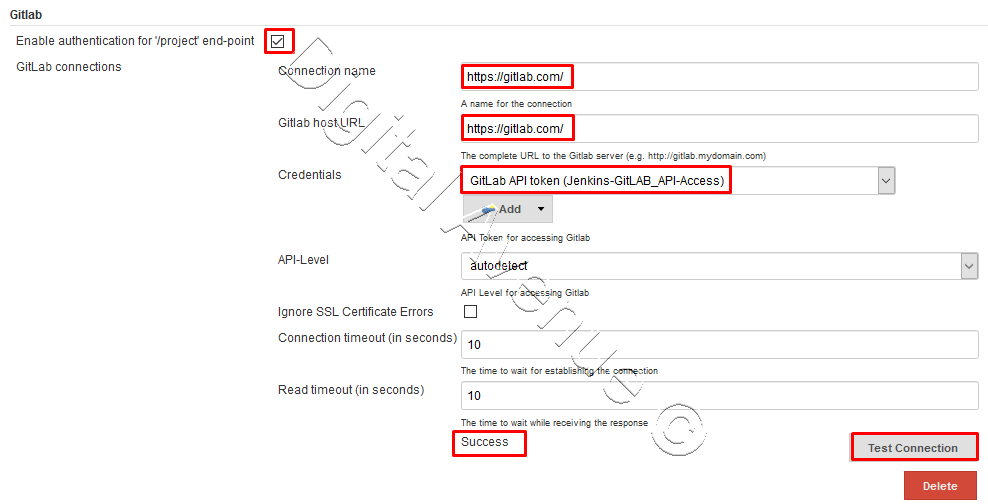 Gitlab
Enable authentication for '/project' end-point
GitLab connections
Connection name
https://gitlab.com/
A name for the connection
Gitlab host URL
https://gitlab.com/
The complete URL to the Gitlab server (e.g. http://gitlab.mydomain.com)
Credentials
GitLab API token (Jenkins-GitLAB_API-Access)
Add
API Token for accessing Gitlab
API-Level
autodetect
API Level for accessing Gitlab
Ignore SSL Certificate Errors
Connection timeout (in seconds)
10
The time to wait for establishing the connection
Read timeout (in seconds)
10
The time to wait while receiving the response
Success
Test Connection
Delete
Digital Avenue ©